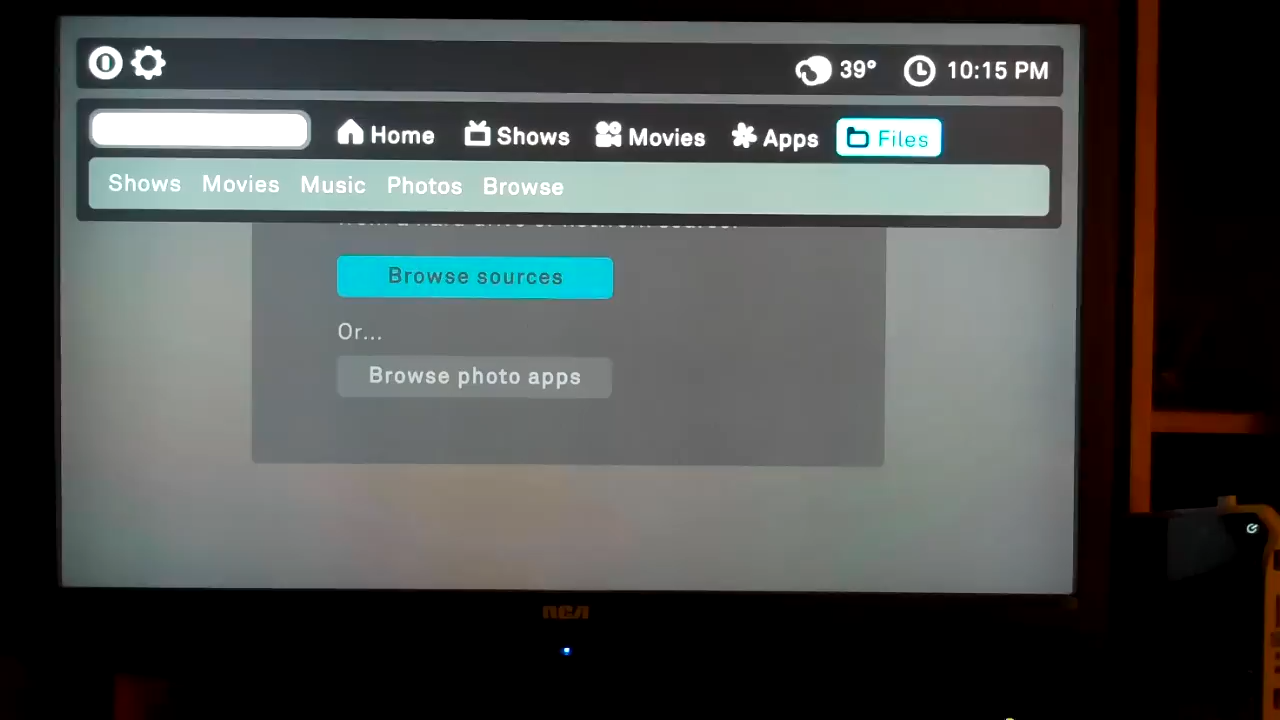 39° 10:15 PM
Home Shows Movies Apps Files
Shows Movies Music Photos Browse
Browse sources
Or...
Browse photo apps
RCA